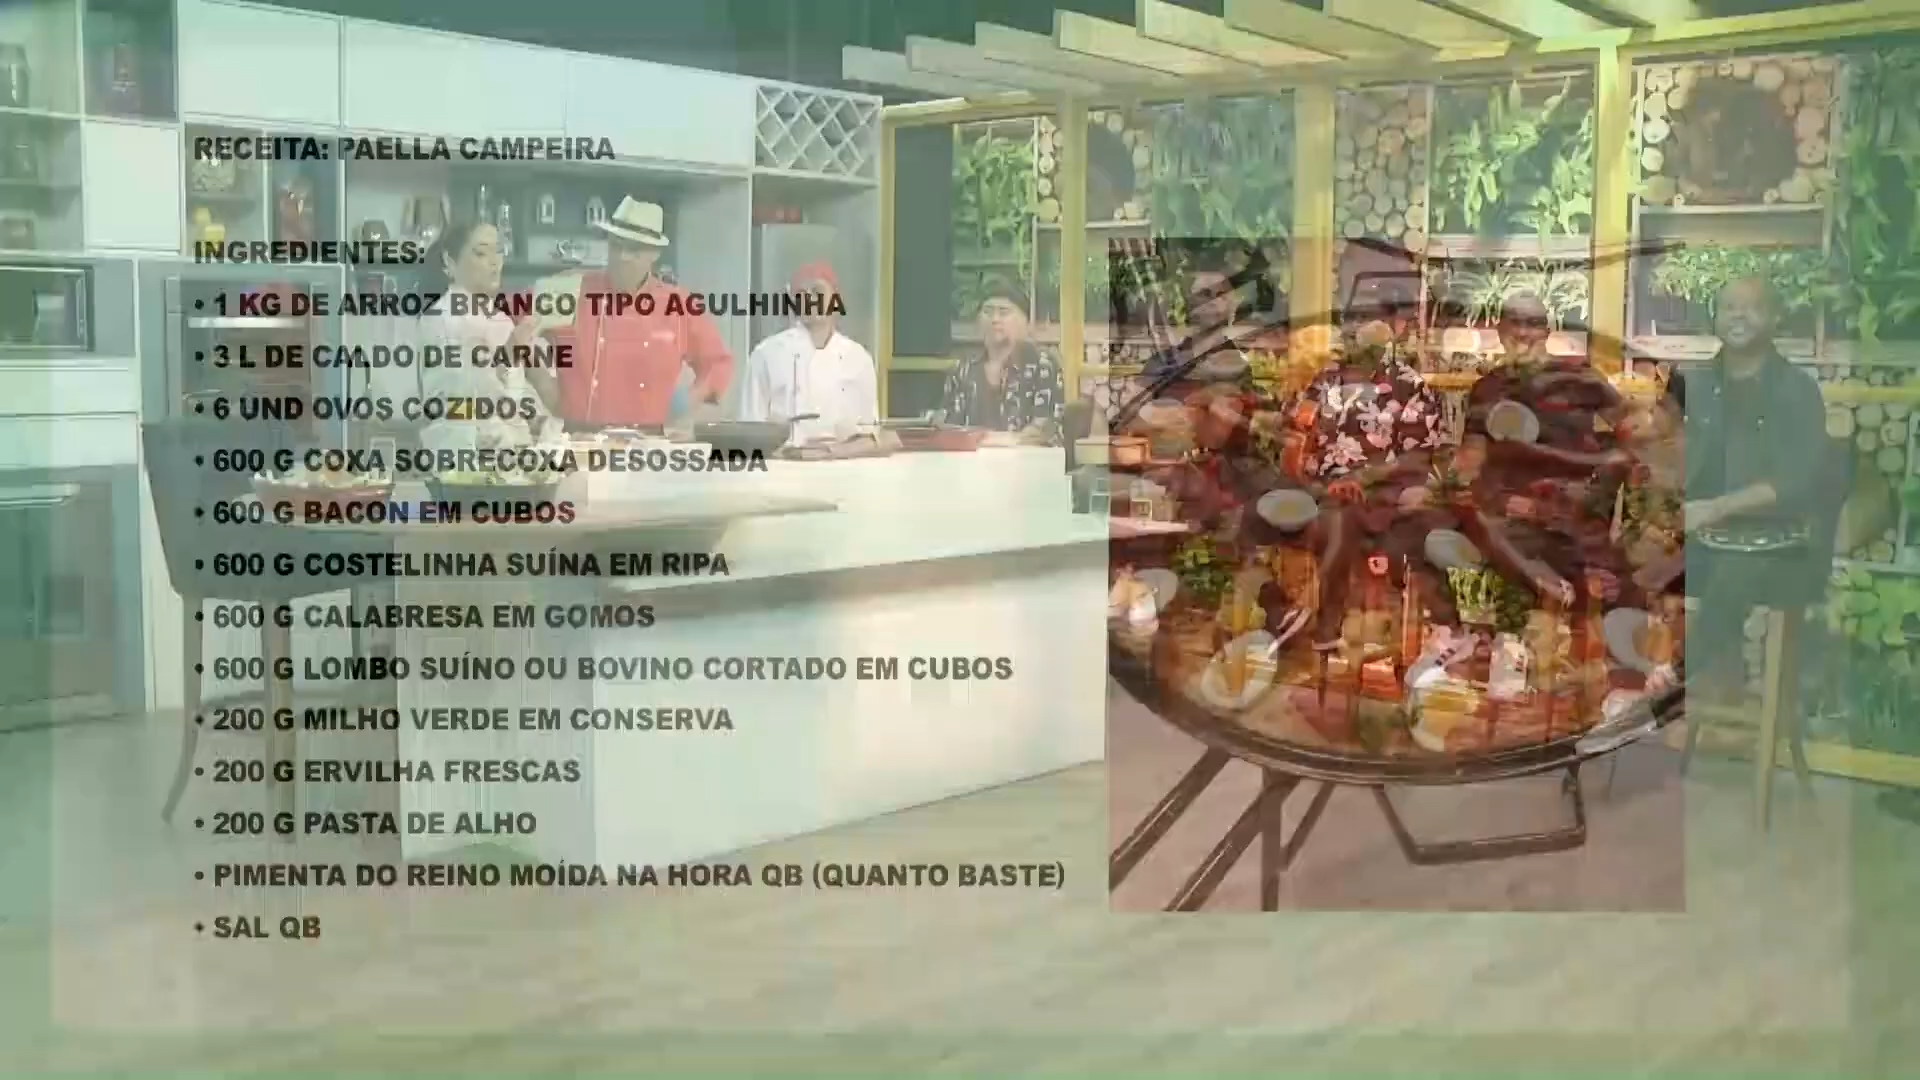 RECEITA: PAELLA CAMPEIRA
INGREDIENTES:
• 1 KG DE ARROZ BRANCO TIPO AGULHINHA
• 3 L DE CALDO DE CARNE
• 6 UND OVOS COZIDOS
• 600 G COXA SOBRECOXA DESOSSADA
• 600 G BACON EM CUBOS
• 600 G COSTELINHA SUÍNA EM RIPA
• 600 G CALABRESA EM GOMOS
• 600 G LOMBO SUÍNO OU BOVINO CORTADO EM CUBOS
• 200 G MILHO VERDE EM CONSERVA
• 200 G ERVILHA FRESCAS
• 200 G PASTA DE ALHO
• PIMENTA DO REINO MOÍDA NA HORA QB (QUANTO BASTE)
• SAL QB